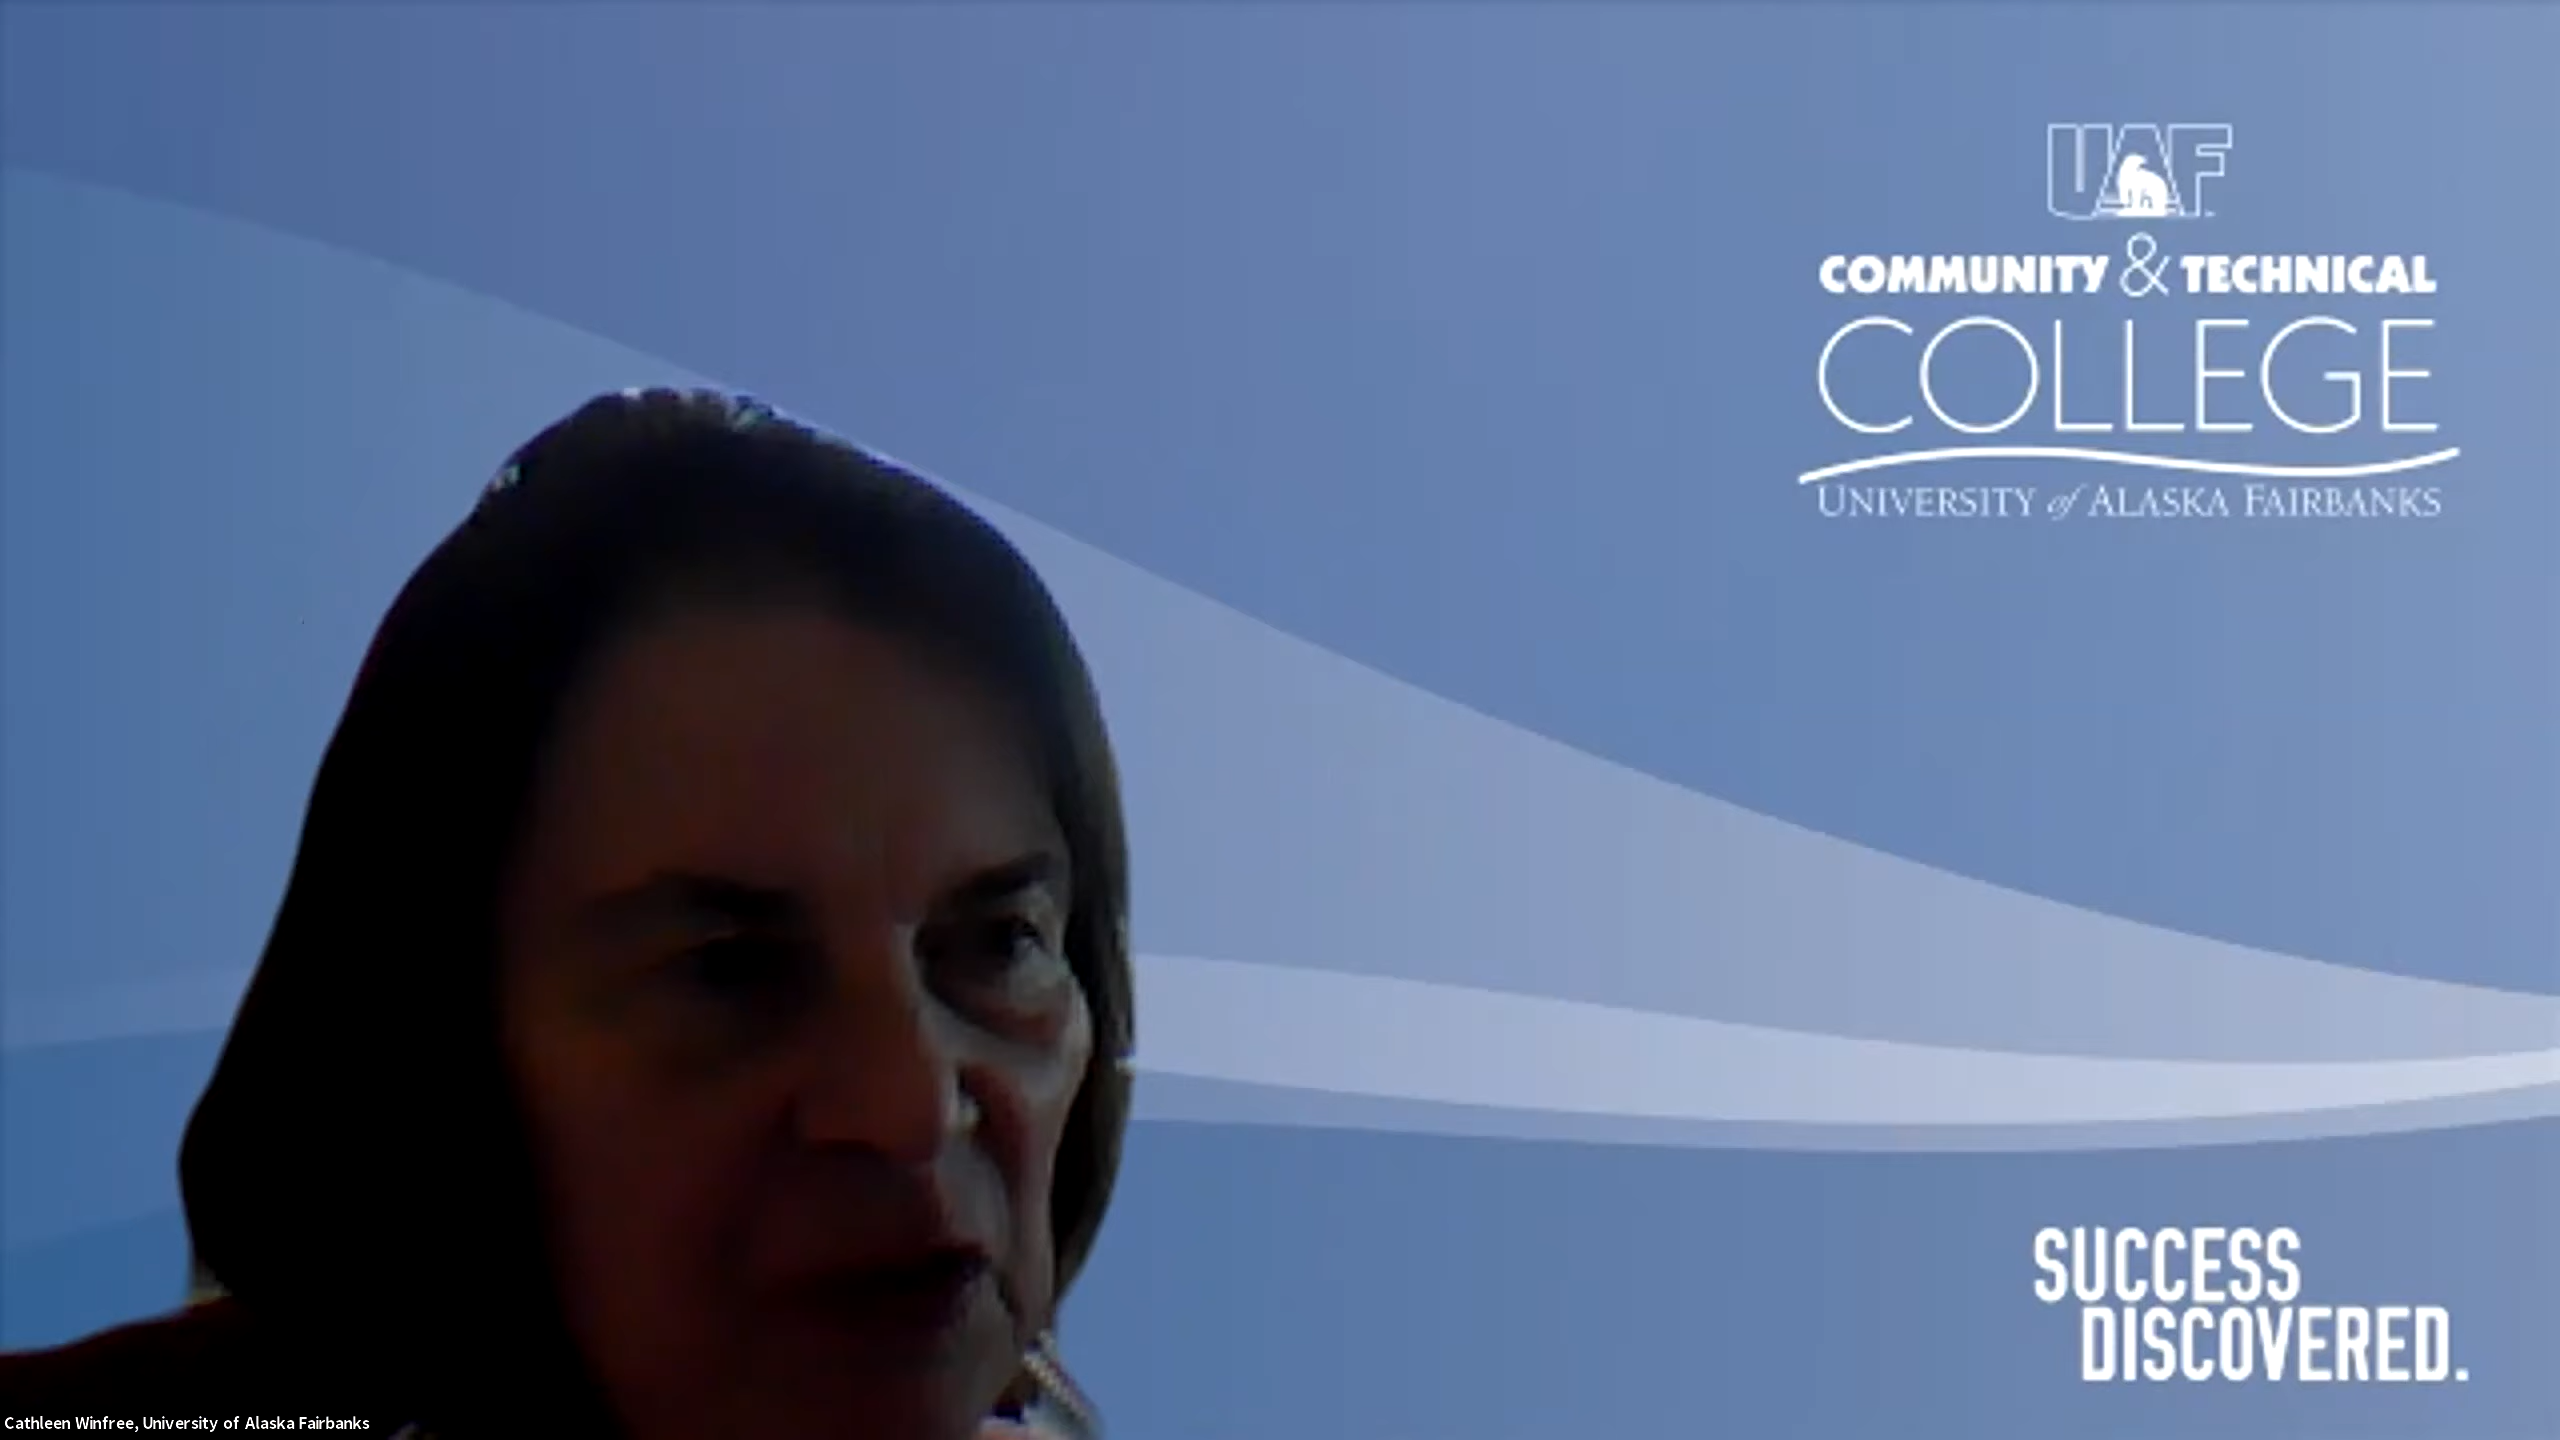 UAF
COMMUNITY & TECHNICAL
COLLEGE
UNIVERSITY of ALASKA FAIRBANKS
SUCCESS
DISCOVERED.
Cathleen Winfree, University of Alaska Fairbanks